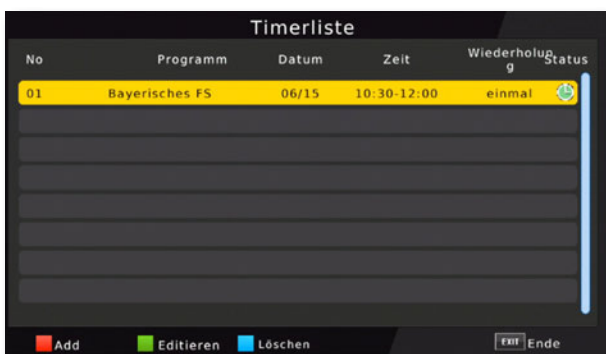 Timerliste
No Programm Datum Zeit Wiederholung Status
01 Bayerisches FS 06/15 10:30-12:00 einmal
Add Editieren Löschen EXIT Ende